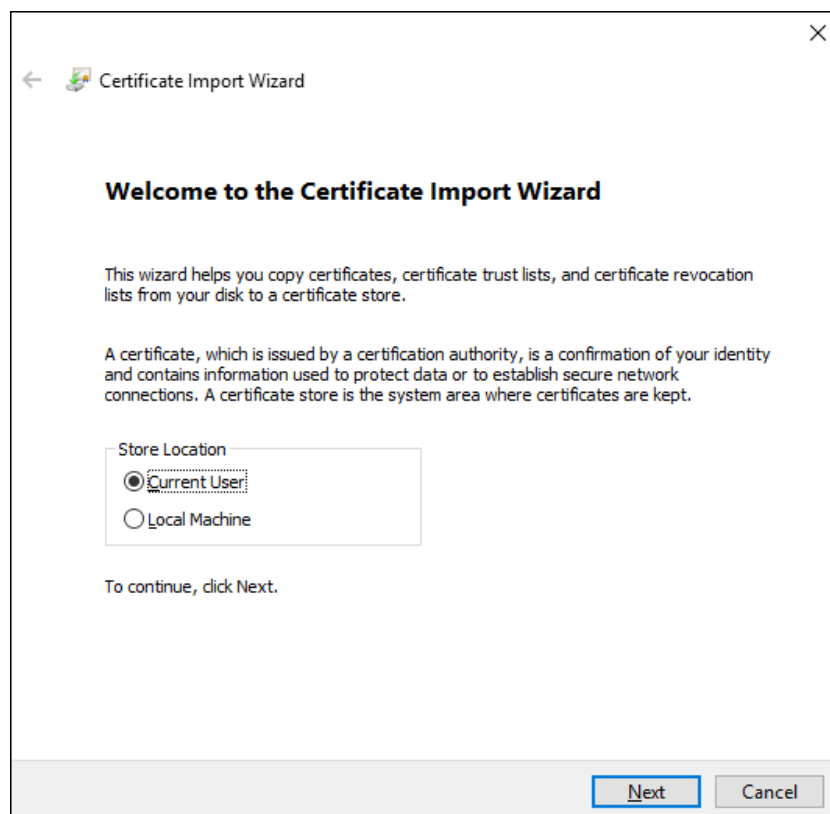 Certificate Import Wizard
Welcome to the Certificate Import Wizard
This wizard helps you copy certificates, certificate trust lists, and certificate revocation
lists from your disk to a certificate store.
A certificate, which is issued by a certification authority, is a confirmation of your identity
and contains information used to protect data or to establish secure network
connections. A certificate store is the system area where certificates are kept.
Store Location
Current User
Local Machine
To continue, click Next.
Next Cancel